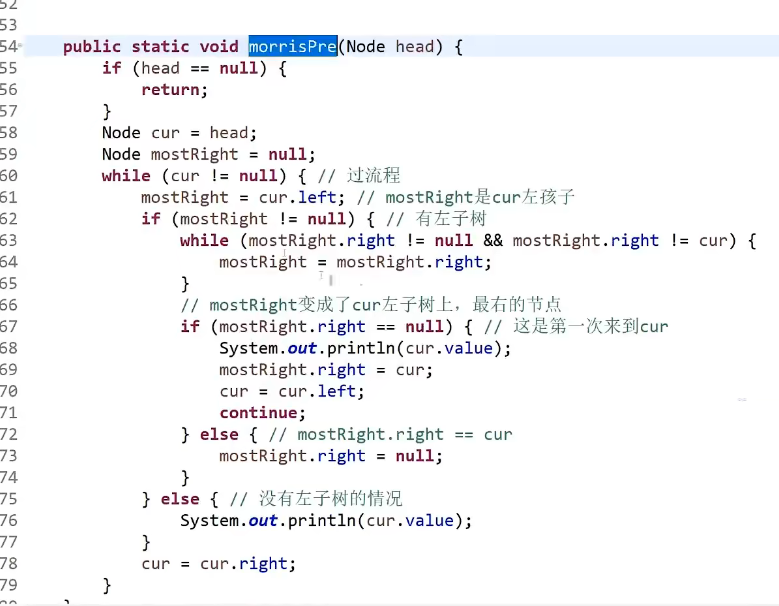 52
53
54 public static void morrisPre(Node head) {
55 if (head == null) {
56 return;
57 }
58 Node cur = head;
59 Node mostRight = null;
60 while (cur != null) { // 过流程
61 mostRight = cur.left; // mostRight是cur左孩子
62 if (mostRight != null) { // 有左子树
63 while (mostRight.right != null && mostRight.right != cur) {
64 mostRight = mostRight.right;
65 }
66 // mostRight变成了cur左子树上，最右的节点
67 if (mostRight.right == null) { // 这是第一次来到cur
68 System.out.println(cur.value);
69 mostRight.right = cur;
70 cur = cur.left;
71 continue;
72 } else { // mostRight.right == cur
73 mostRight.right = null;
74 }
75 } else { // 没有左子树的情况
76 System.out.println(cur.value);
77 }
78 cur = cur.right;
79 }
80 }